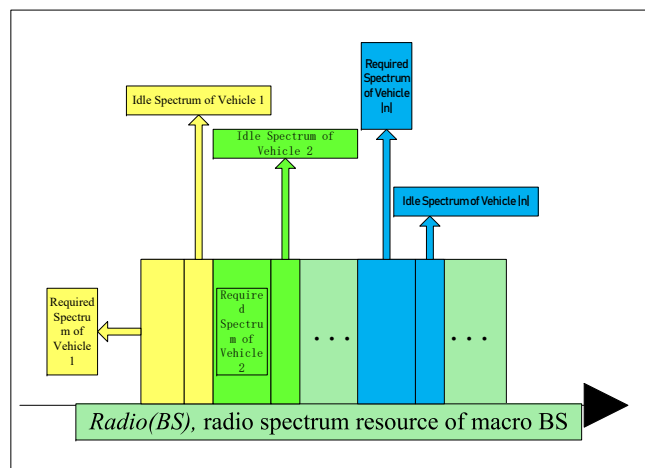 Idle Spectrum of Vehicle 1
Idle Spectrum of
Vehicle 2
Required
Spectrum
of Vehicle
|n|
Idle Spectrum of Vehicle |n|
Required
Spectru
m of
Vehicle
1
Require
d
Spectru
m of
Vehicle
2
...
...
Radio(BS), radio spectrum resource of macro BS